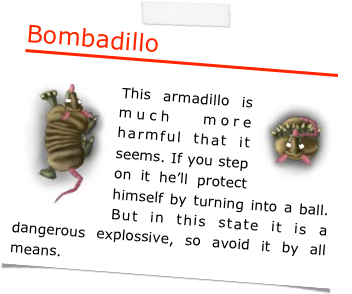 Bombadillo
This armadillo is
much more
harmful that it
seems. If you step
on it he'll protect
himself by turning into a ball.
But in this state it is a
dangerous explossive, so avoid it by all
means.